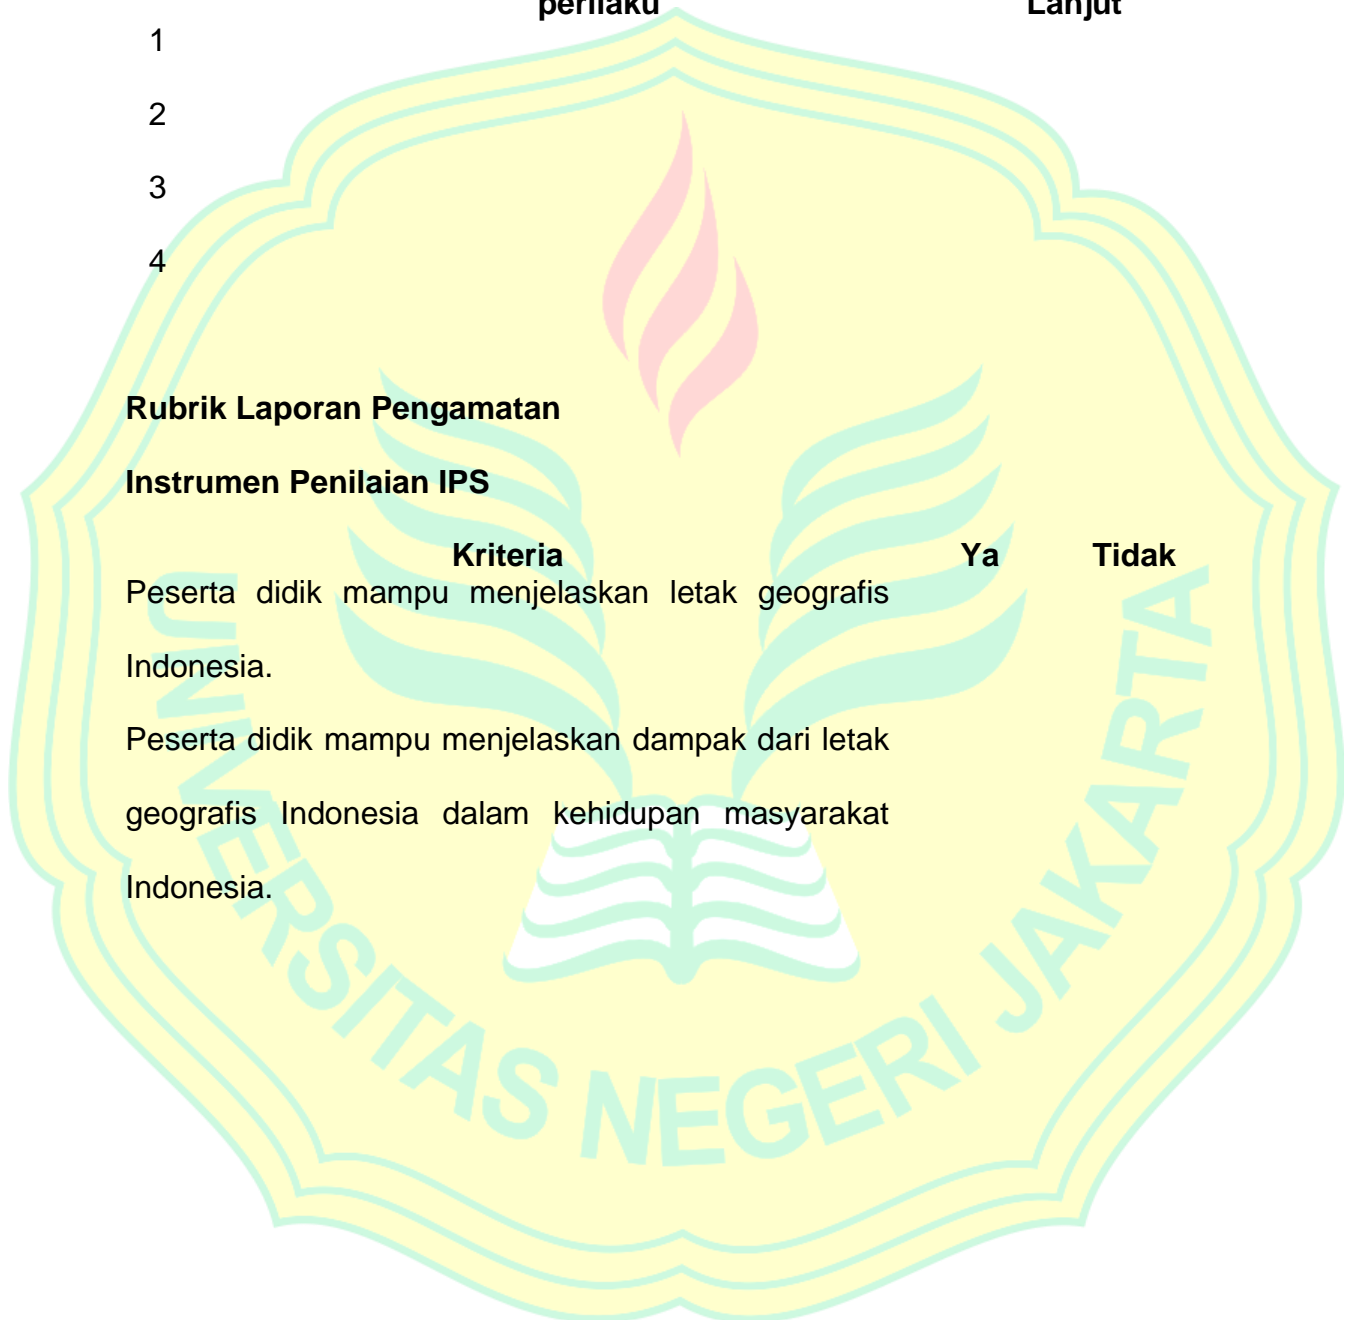 perilaku Lanjut
1
2
3
4
Rubrik Laporan Pengamatan
Instrumen Penilaian IPS
Kriteria Ya Tidak
Peserta didik mampu menjelaskan letak geografis
Indonesia.
Peserta didik mampu menjelaskan dampak dari letak
geografis Indonesia dalam kehidupan masyarakat
Indonesia.
UNIVERSITAS NEGERI JAKARTA